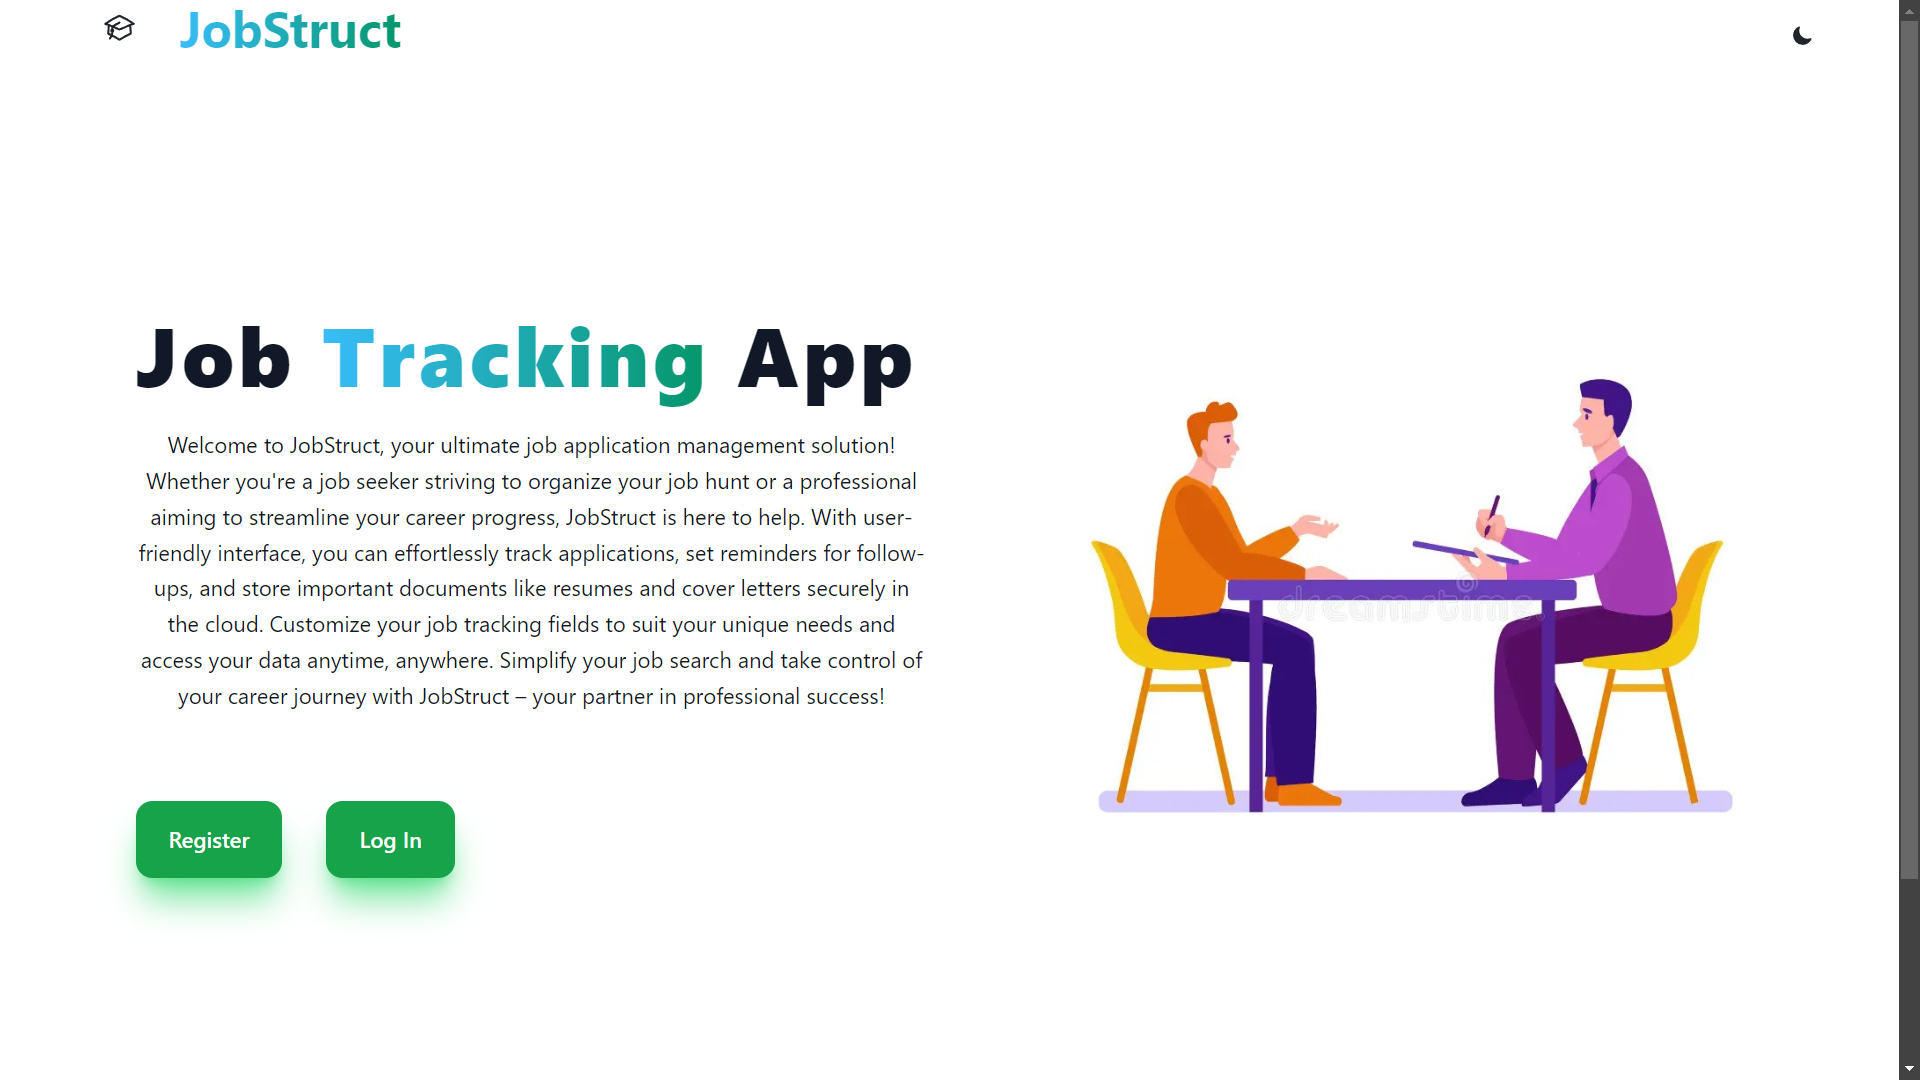 JobStruct
Job Tracking App
Welcome to JobStruct, your ultimate job application management solution!
Whether you're a job seeker striving to organize your job hunt or a professional
aiming to streamline your career progress, JobStruct is here to help. With user-
friendly interface, you can effortlessly track applications, set reminders for follow-
ups, and store important documents like resumes and cover letters securely in
the cloud. Customize your job tracking fields to suit your unique needs and
access your data anytime, anywhere. Simplify your job search and take control of
your career journey with JobStruct – your partner in professional success!
dreamstime.
Register
Log In